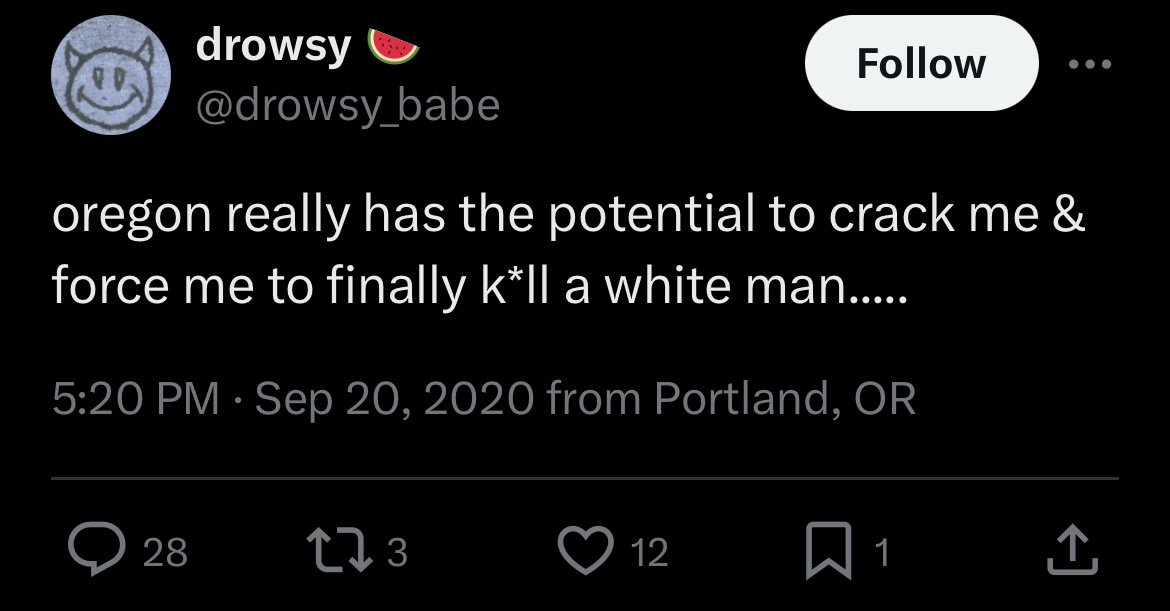 drowsy 🍉
@drowsy_babe
Follow
oregon really has the potential to crack me &
force me to finally k*ll a white man.....
5:20 PM · Sep 20, 2020 from Portland, OR
28
3
12
1